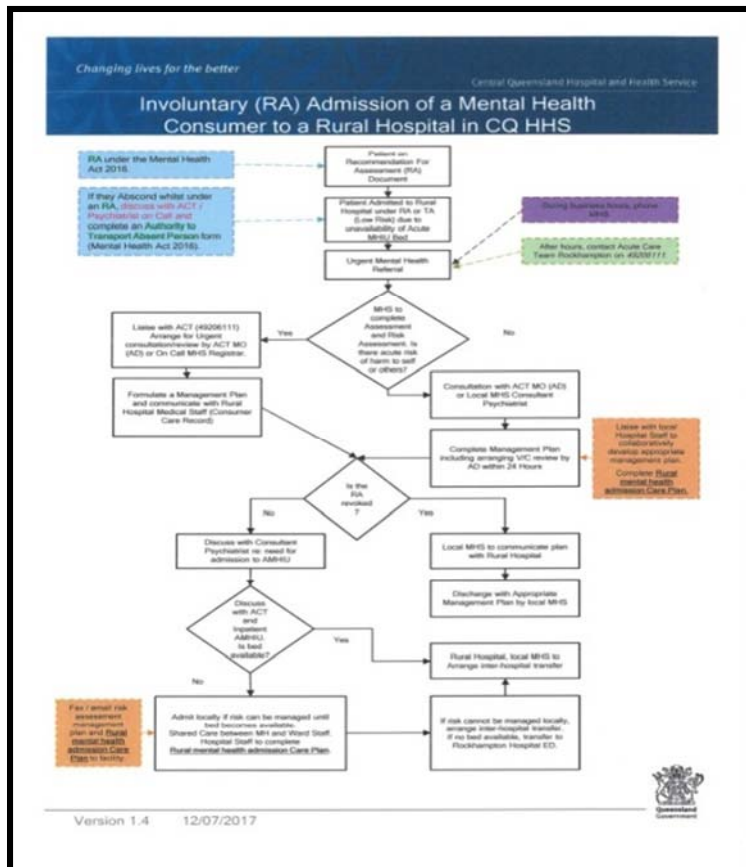 Changing lives for the better
Central Queensland Hospital and Health Service
Involuntary (RA) Admission of a Mental Health
Consumer to a Rural Hospital in CQ HHS
RA under the Mental Health
Act 2016.
Patient on
Recommendation For
Assessment (RA)
Document
If they Abscond whilst under
an RA, discuss with ACT /
Psychiatrist on Call and
complete an Authority to
Transport Absent Person form
(Mental Health Act 2016).
Patient Admitted to Rural
Hospital under RA or TA
(Low Risk) due to
unavailability of Acute
MHIU Bed
During business hours, phone
MHS
Urgent Mental Health
Referral
After hours, contact Acute Care
Team Rockhampton on 49206111
MHS to
complete
Assessment
and Risk
Assessment. Is
there acute risk
of harm to self
or others?
Yes
No
Liaise with ACT (49206111)
Arrange for Urgent
consultation/review by ACT MO
(AD) or On Call MHS Registrar.
Formulate a Management Plan
and communicate with Rural
Hospital Medical Staff (Consumer
Care Record)
Consultation with ACT MO (AD)
or Local MHS Consultant
Psychiatrist
Complete Management Plan
including arranging V/C review by
AD within 24 Hours
Liaise with local
Hospital Staff to
collaboratively
develop appropriate
management plan.
Complete Rural
mental health
admission Care Plan.
Is the
RA
revoked
?
No
Yes
Discuss with Consultant
Psychiatrist re: need for
admission to AMHIU
Local MHS to communicate plan
with Rural Hospital
Discharge with Appropriate
Management Plan by local MHS
Discuss
with ACT
and
Inpatient
AMHIU.
Is bed
available?
Yes
No
Rural Hospital, local MHS to
Arrange inter-hospital transfer
Fax / email risk
assessment
management
plan and Rural
mental health
admission Care
Plan to facility.
Admit locally if risk can be managed until
bed becomes available.
Shared Care between MH and Ward Staff.
Hospital Staff to complete
Rural mental health admission Care Plan.
If risk cannot be managed locally,
arrange inter-hospital transfer.
If no bed available, transfer to
Rockhampton Hospital ED.
Version 1.4 12/07/2017
Queensland
Government